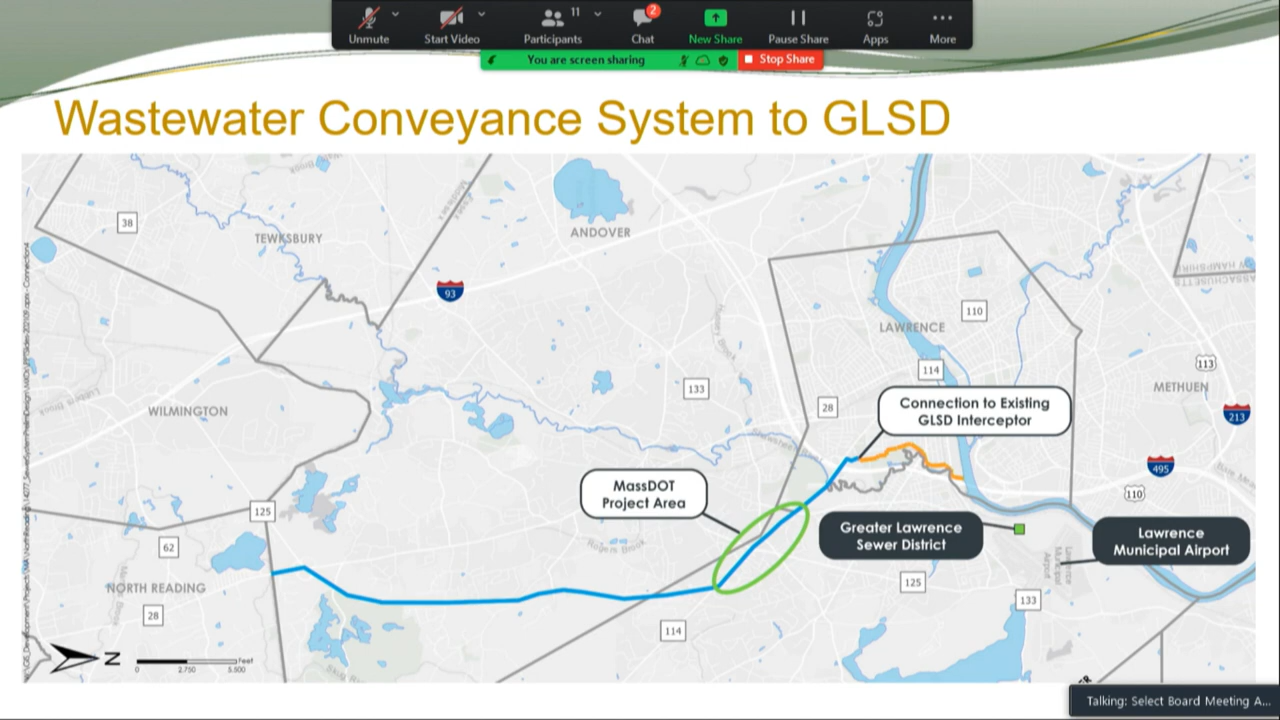 11
2
Unmute
Start Video
Participants
Chat
New Share
Pause Share
Apps
More
You are screen sharing
Stop Share
Wastewater Conveyance System to GLSD
38
TEWKSBURY
ANDOVER
93
110
LAWRENCE
114
113
METHUEN
213
133
28
Connection to Existing
GLSD Interceptor
WILMINGTON
495
110
MassDOT
Project Area
125
Greater Lawrence
Sewer District
Lawrence
Municipal Airport
62
Rogers Brook
NORTH READING
28
125
133
114
N
0
2,750
5,500
Feet
Talking: Select Board Meeting A...